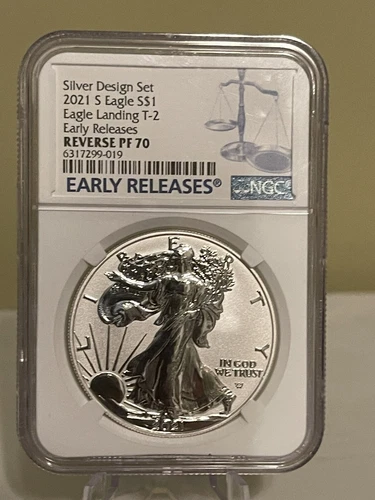 Silver Design Set
2021 S Eagle S$1
Eagle Landing T-2
Early Releases
REVERSE PF 70
6317299-019
EARLY RELEASES®
NGC
LIBERTY
IN GOD
WE TRUST
2021